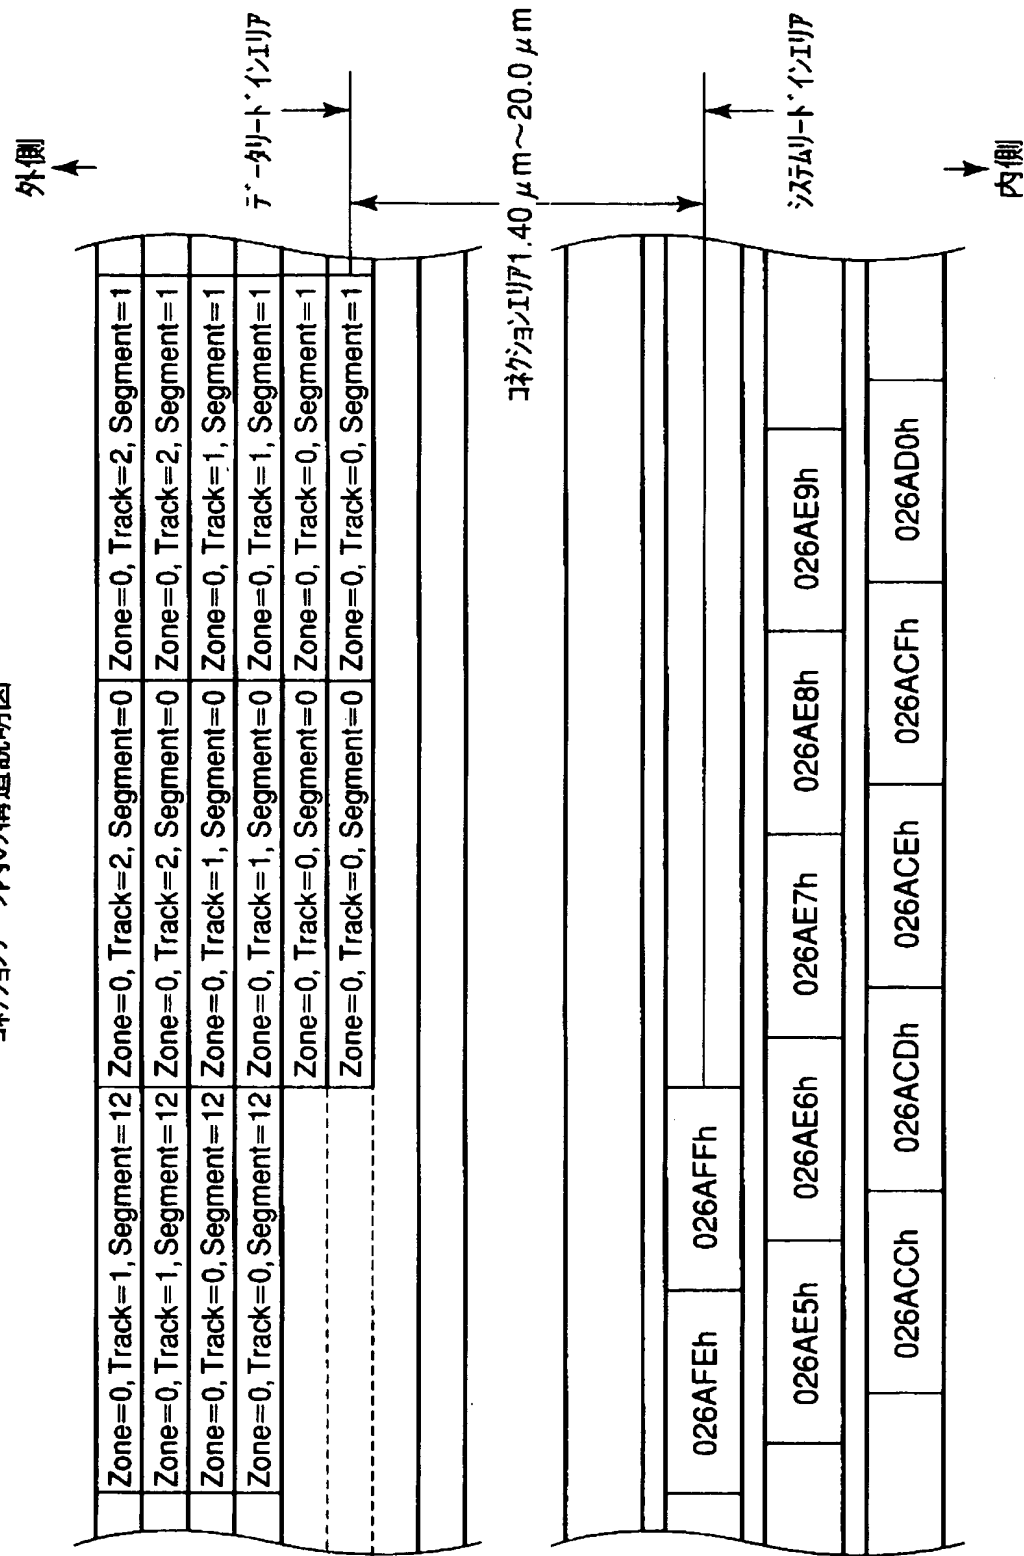 外側
データリードインエリア
コネクションエリア1.40μm~20.0μm
システムリードインエリア
内側
Zone=0, Track=1, Segment=12 Zone=0, Track=2, Segment=0 Zone=0, Track=2, Segment=1
Zone=0, Track=1, Segment=12 Zone=0, Track=2, Segment=0 Zone=0, Track=2, Segment=1
Zone=0, Track=0, Segment=12 Zone=0, Track=1, Segment=0 Zone=0, Track=1, Segment=1
Zone=0, Track=0, Segment=12 Zone=0, Track=1, Segment=0 Zone=0, Track=1, Segment=1
Zone=0, Track=0, Segment=0 Zone=0, Track=0, Segment=1
Zone=0, Track=0, Segment=0 Zone=0, Track=0, Segment=1
026AFEh 026AFFh
026AE5h 026AE6h 026AE7h 026AE8h 026AE9h
026ACCh 026ACDh 026ACEh 026ACFh 026AD0h